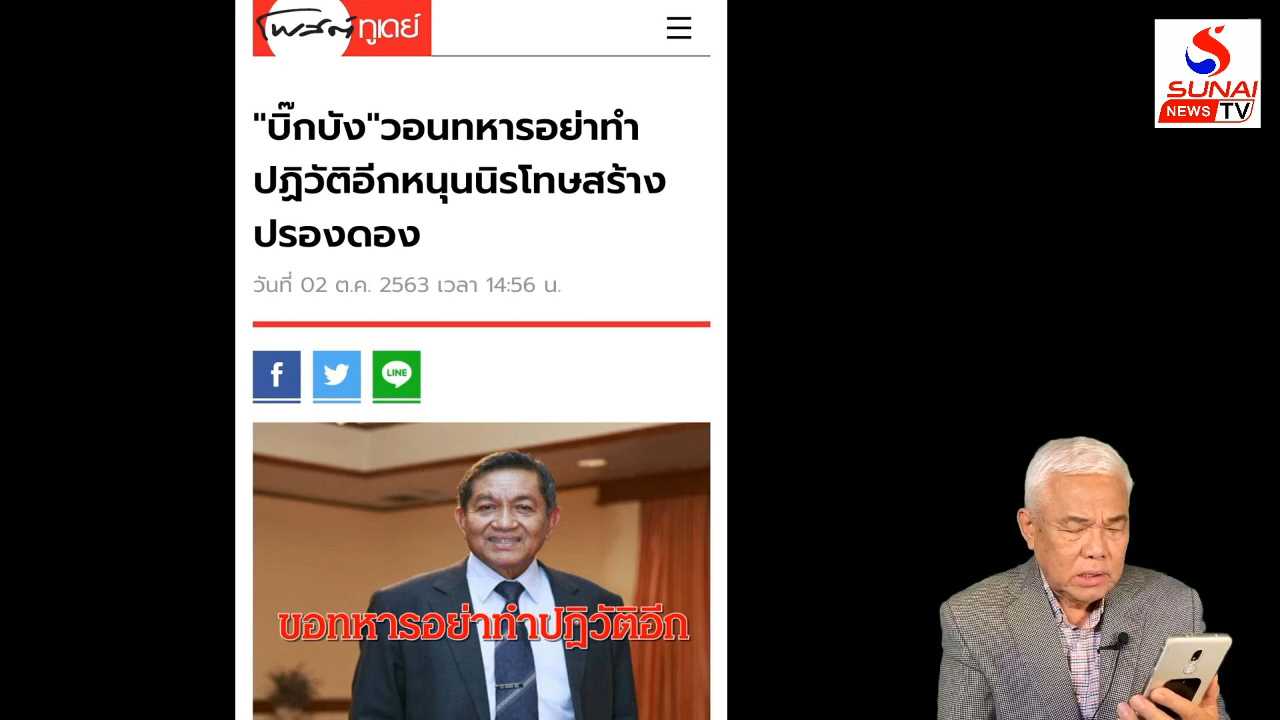 โพสต์ทูเดย์
SUNAI
NEWS TV
"บิ๊กบัง"วอนทหารอย่าทำ
ปฏิวัติอีกหนุนนิรโทษสร้าง
ปรองดอง
วันที่ 02 ต.ค. 2563 เวลา 14:56 น.
f
LINE
ขอทหารอย่าทำปฏิวัติอีก